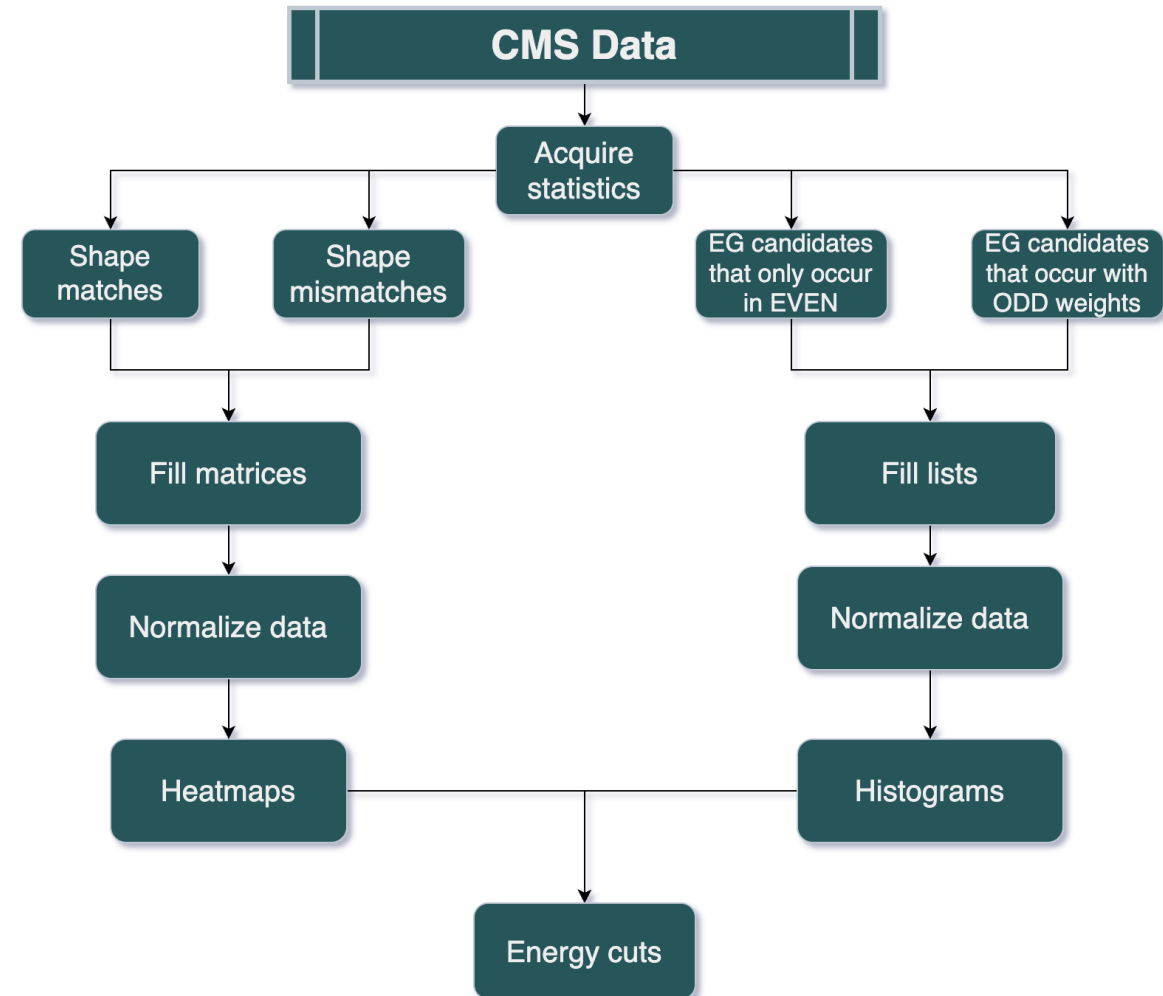 CMS Data
Acquire
statistics
Shape
matches
Shape
mismatches
EG candidates
that only occur
in EVEN
EG candidates
that occur with
ODD weights
Fill matrices
Fill lists
Normalize data
Normalize data
Heatmaps
Histograms
Energy cuts